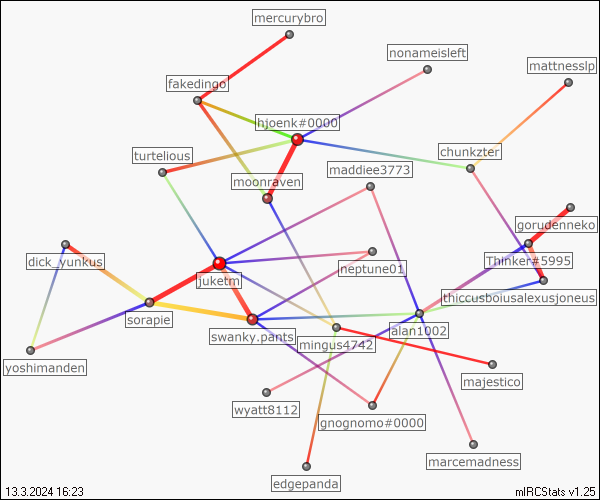 mercurybro
nonameisleft
mattnesslp
fakedingo
hjoenk#0000
chunkzter
turtelious
maddiee3773
moonraven
gorudenneko
dick_yunkus
Thinker#5995
neptune01
juketm
thiccusboiusalexusjoneus
sorapie
alan1002
swanky.pants
mingus4742
yoshimanden
majestico
wyatt8112
gnognomo#0000
marcemadness
edgepanda
13.3.2024 16:23
mIRCStats v1.25